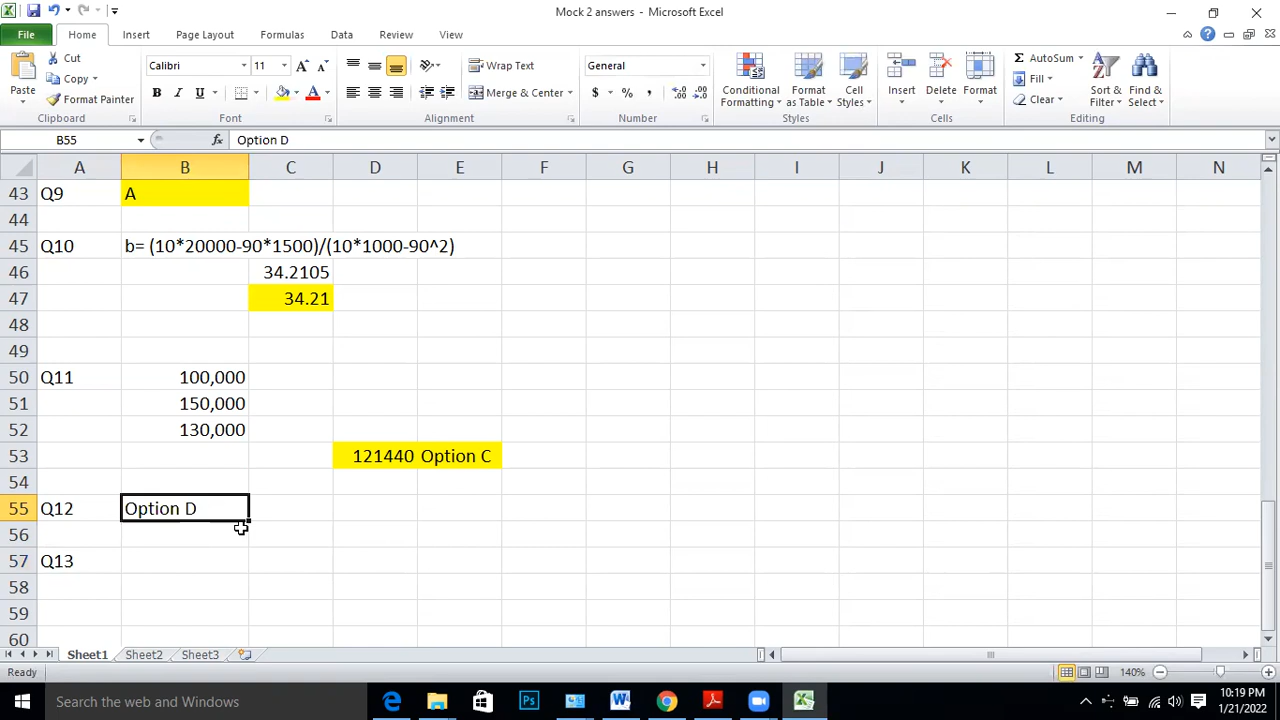 Mock 2 answers - Microsoft Excel
File Home Insert Page Layout Formulas Data Review View
Paste
Cut
Copy
Format Painter
Clipboard
Calibri 11
B I U
Font
Wrap Text
Merge & Center
Alignment
General
$ % ,
Number
Conditional Formatting
Format as Table
Cell Styles
Styles
Insert Delete Format
Cells
AutoSum
Fill
Clear
Sort & Filter
Find & Select
Editing
B55 fx Option D
A B C D E F G H I J K L M N
43 Q9 A
44
45 Q10 b= (10*20000-90*1500)/(10*1000-90^2)
46 34.2105
47 34.21
48
49
50 Q11 100,000
51 150,000
52 130,000
53 121440 Option C
54
55 Q12 Option D
56
57 Q13
58
59
60
Sheet1 Sheet2 Sheet3
Ready 140%
Search the web and Windows
10:19 PM
1/21/2022